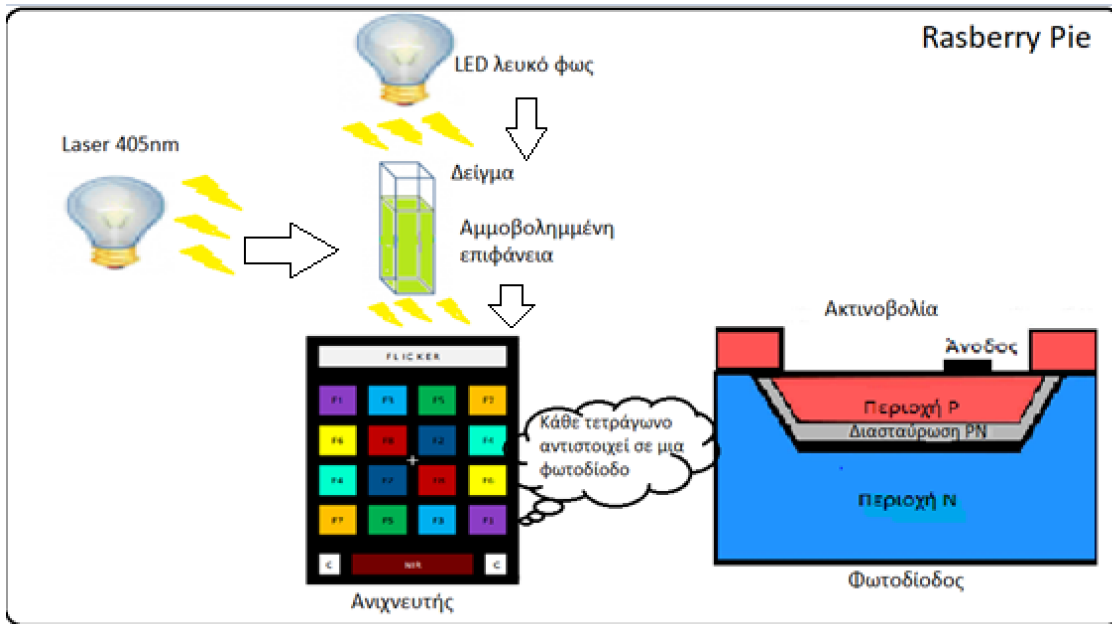 Rasberry Pie
LED λευκό φως
Laser 405nm
Δείγμα
Αμμοβολημμένη
επιφάνεια
FLICKER
F1 F3 F5 F7
F6 F8 F2 F4
F4 F2 F8 F6
F7 F5 F3 F1
C NIR C
Ανιχνευτής
Κάθε τετράγωνο
αντιστοιχεί σε μια
φωτοδίοδο
Ακτινοβολία
Άνοδος
Περιοχή P
Διασταύρωση PN
Περιοχή N
Φωτοδίοδος